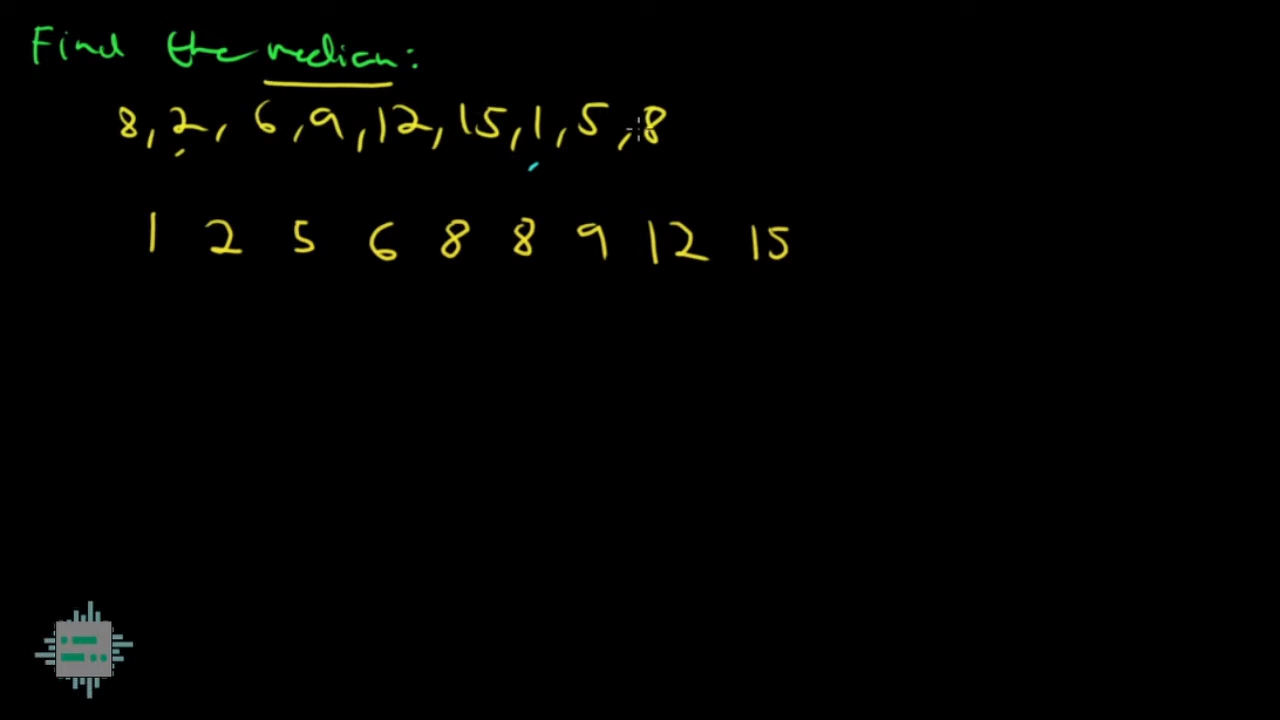 Find the median:
8, 2, 6, 9, 12, 15, 1, 5, 8
1 2 5 6 8 8 9 12 15